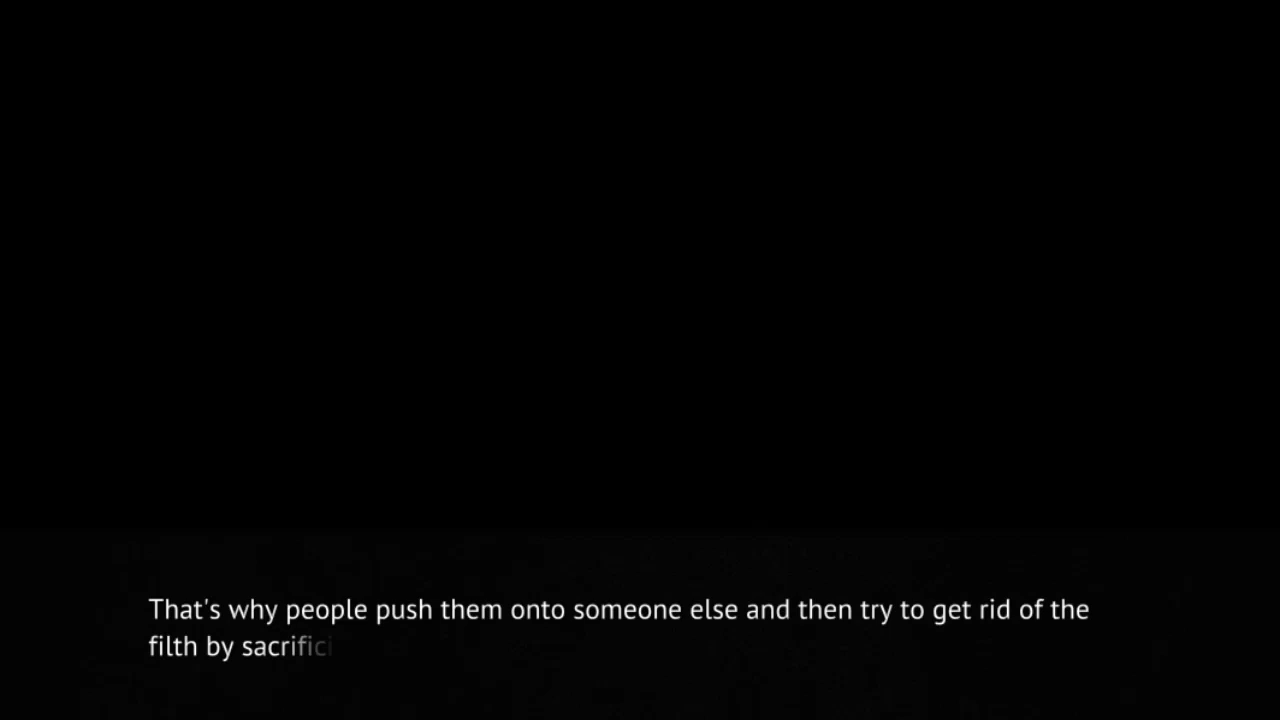 That's why people push them onto someone else and then try to get rid of the
filth by sacrifici